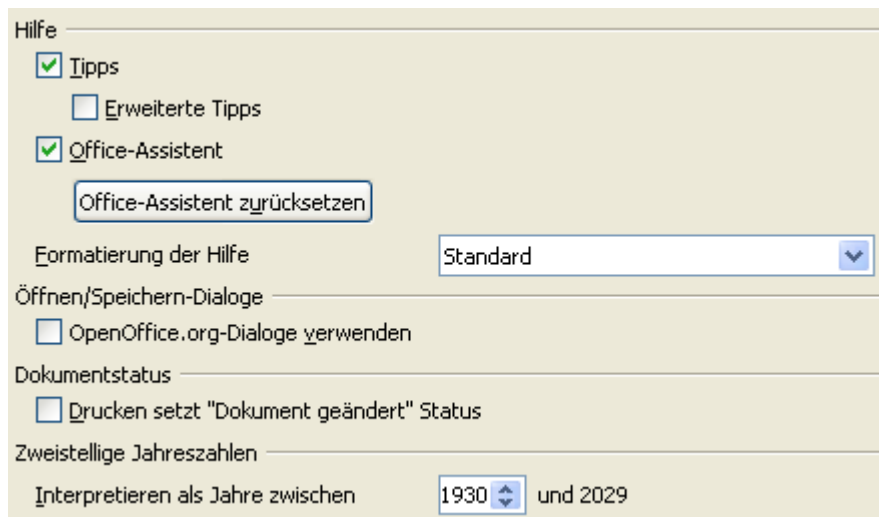 Hilfe
Tipps
Erweiterte Tipps
Office-Assistent
Office-Assistent zurücksetzen
Formatierung der Hilfe Standard
Öffnen/Speichern-Dialoge
OpenOffice.org-Dialoge verwenden
Dokumentstatus
Drucken setzt "Dokument geändert" Status
Zweistellige Jahreszahlen
Interpretieren als Jahre zwischen 1930 und 2029